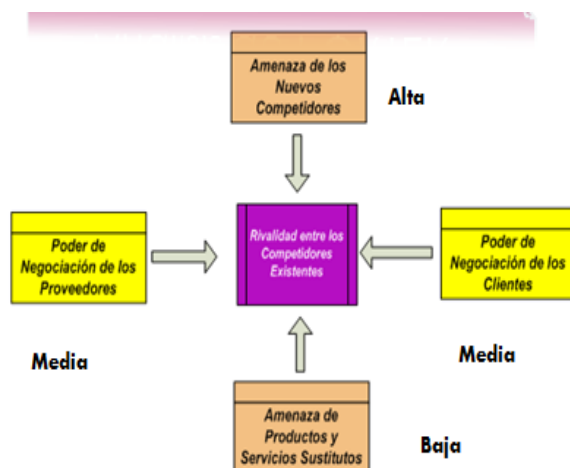 Amenaza de los
Nuevos
Competidores
Alta
Poder de
Negociación de los
Proveedores
Rivalidad entre los
Competidores
Existentes
Poder de
Negociación de los
Clientes
Media
Media
Amenaza de
Productos y
Servicios Sustitutos
Baja